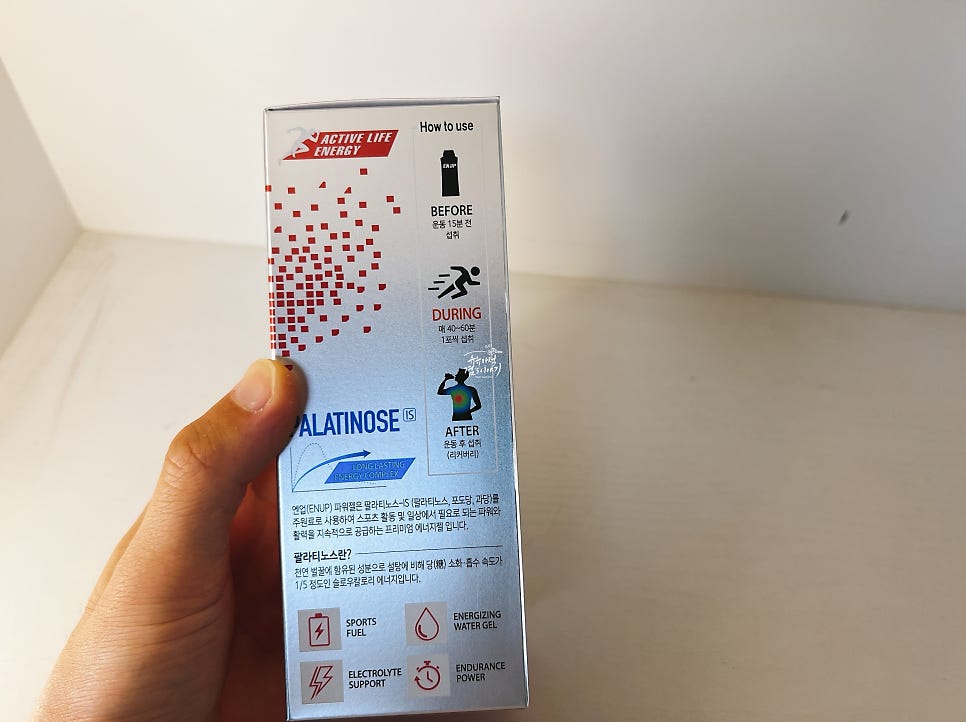 ACTIVE LIFE
ENERGY
How to use
ENUP
BEFORE
운동 15분 전
섭취
DURING
매 40~60분
1포씩 섭취
AFTER
운동 후 섭취
(리커버리)
PALATINOSE IS
LONG LASTING
ENERGY COMPLEX
엔업(ENUP) 파워젤은 팔라티노스-IS (팔라티노스, 포도당, 과당)를
주원료로 사용하여 스포츠 활동 및 일상에서 필요로 되는 파워와
활력을 지속적으로 공급하는 프리미엄 에너지젤 입니다.
팔라티노스란?
천연 벌꿀에 함유된 성분으로 설탕에 비해 당(糖) 소화·흡수 속도가
1/5 정도인 슬로우칼로리 에너지입니다.
SPORTS
FUEL
ENERGIZING
WATER GEL
ELECTROLYTE
SUPPORT
ENDURANCE
POWER